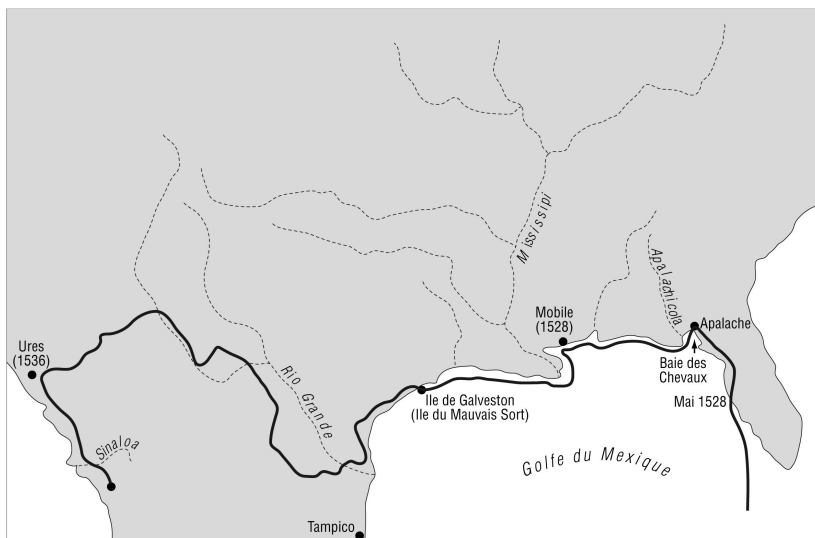 Mississipi
Apalachicola
Mobile
(1528)
Apalache
Baie des
Chevaux
Mai 1528
Ures
(1536)
Rio Grande
Ile de Galveston
(Ile du Mauvais Sort)
Sinaloa
Golfe du Mexique
Tampico